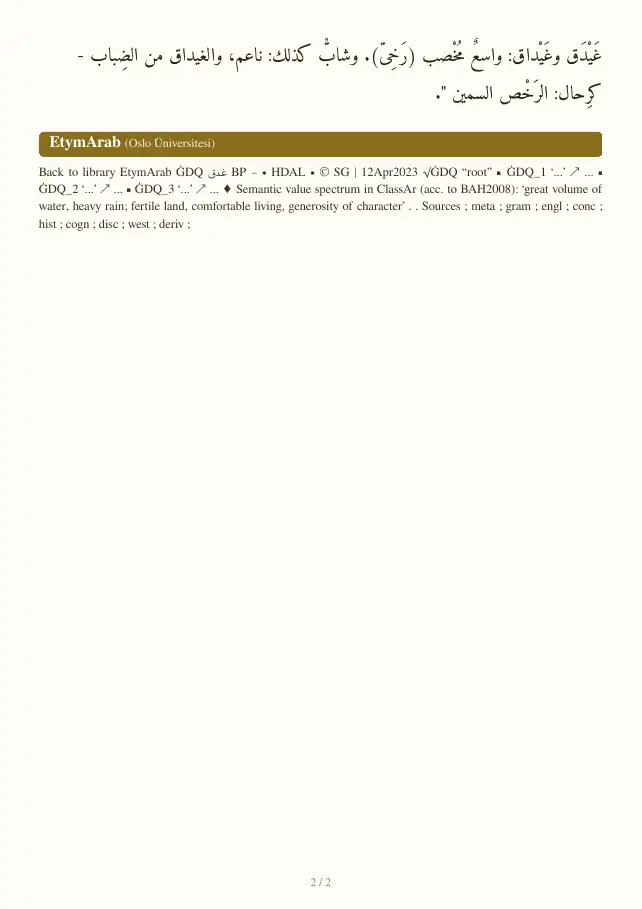 غَيْدَق وغَيْداق: واسعٌ مُخْصب (رَخِىّ). وشابٌّ كذلك: ناعم، والغيداق من الضِباب -
كرِحال: الرَخْص السمين ".
EtymArab (Oslo Üniversitesi)
Back to library EtymArab ĠDQ غدق BP – • HDAL • © SG | 12Apr2023 √ĠDQ “root” ▪ ĠDQ_1 ‘...’ ↗ ... ▪
ĠDQ_2 ‘...’ ↗ ... ▪ ĠDQ_3 ‘...’ ↗ ... ♦ Semantic value spectrum in ClassAr (acc. to BAH2008): ‘great volume of
water, heavy rain; fertile land, comfortable living, generosity of character’ . . Sources ; meta ; gram ; engl ; conc ;
hist ; cogn ; disc ; west ; deriv ;
2 / 2